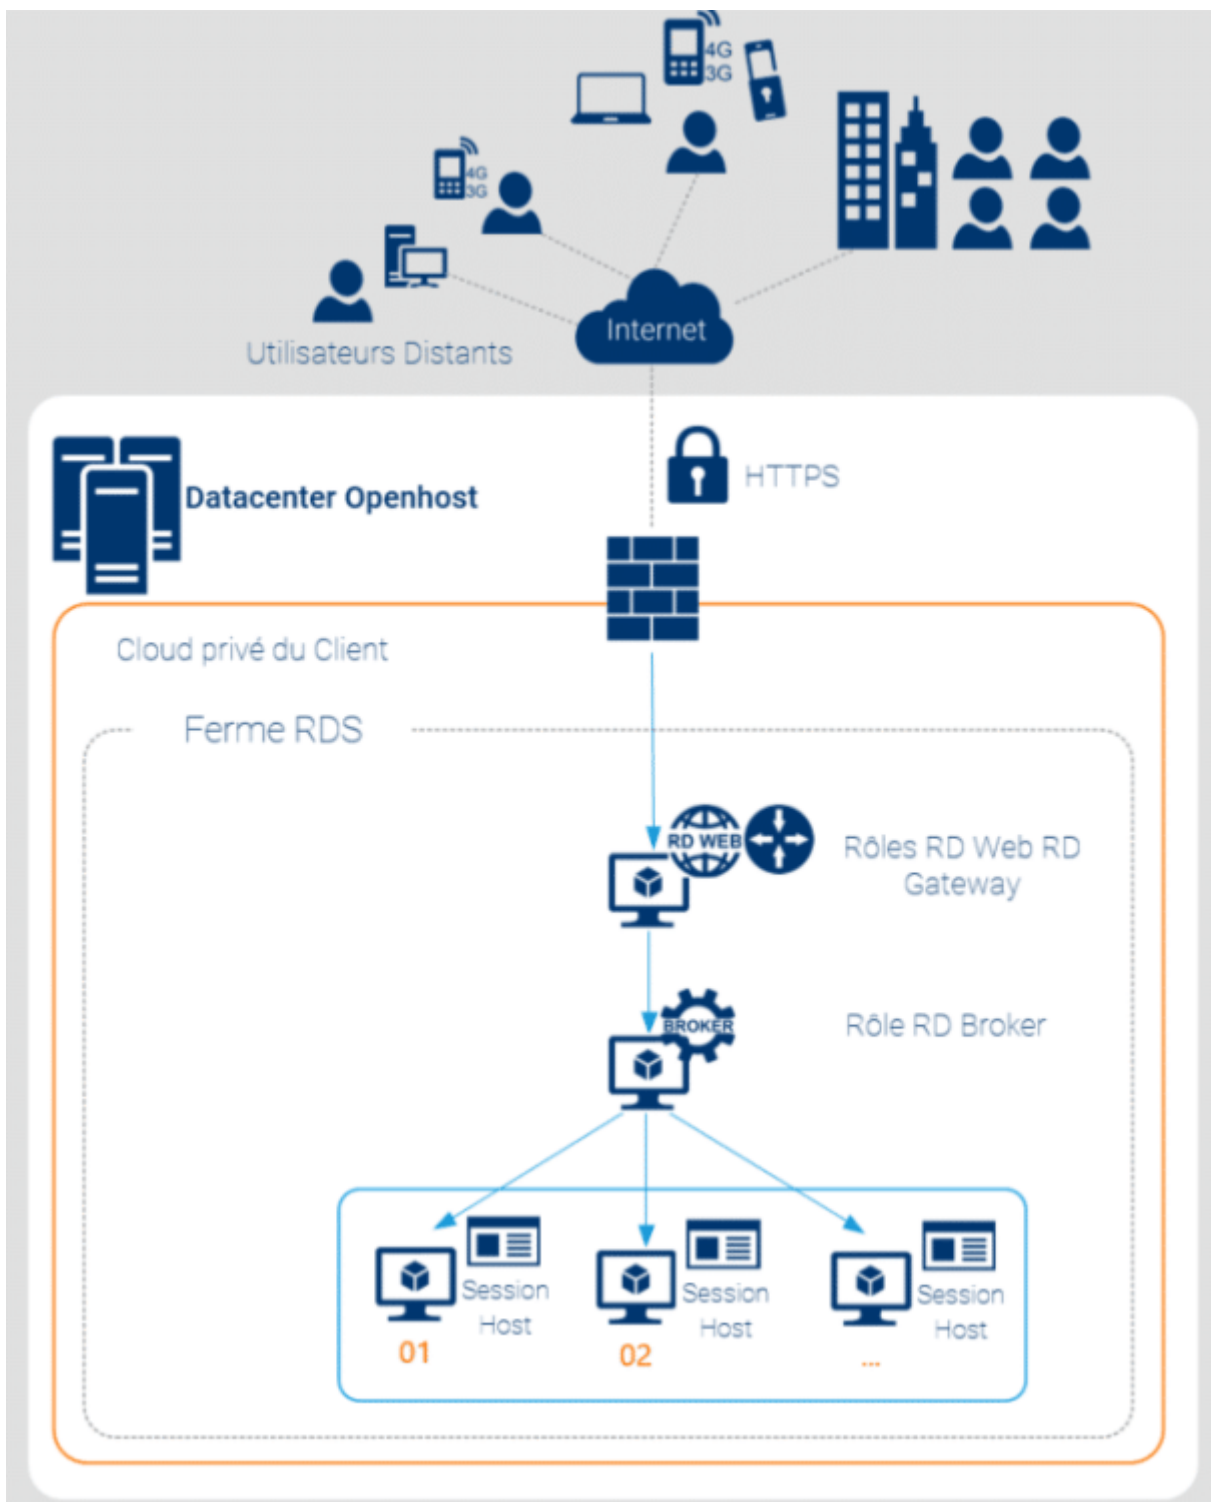 4G
3G
4G
3G
Internet
Utilisateurs Distants
HTTPS
Datacenter Openhost
Cloud privé du Client
Ferme RDS
RD WEB
Rôles RD Web RD
Gateway
BROKER
Rôle RD Broker
Session
Host
01
Session
Host
02
Session
Host
...